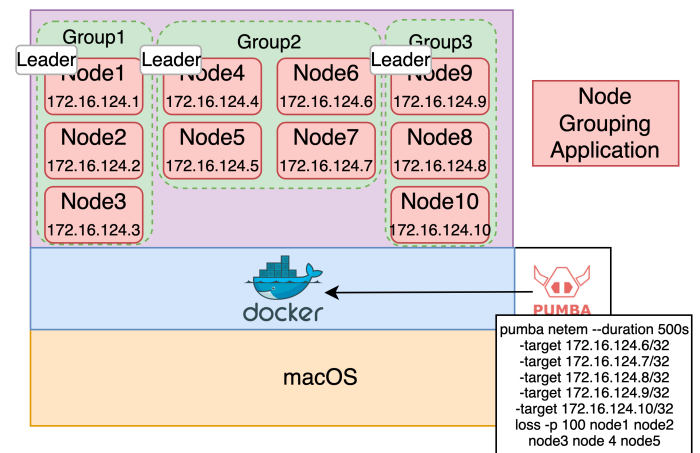 Group1
Group2
Group3
Leader
Leader
Leader
Node1
172.16.124.1
Node4
172.16.124.4
Node6
172.16.124.6
Node9
172.16.124.9
Node2
172.16.124.2
Node5
172.16.124.5
Node7
172.16.124.7
Node8
172.16.124.8
Node3
172.16.124.3
Node10
172.16.124.10
Node
Grouping
Application
docker
PUMBA
macOS
pumba netem --duration 500s
-target 172.16.124.6/32
-target 172.16.124.7/32
-target 172.16.124.8/32
-target 172.16.124.9/32
-target 172.16.124.10/32
loss -p 100 node1 node2
node3 node 4 node5